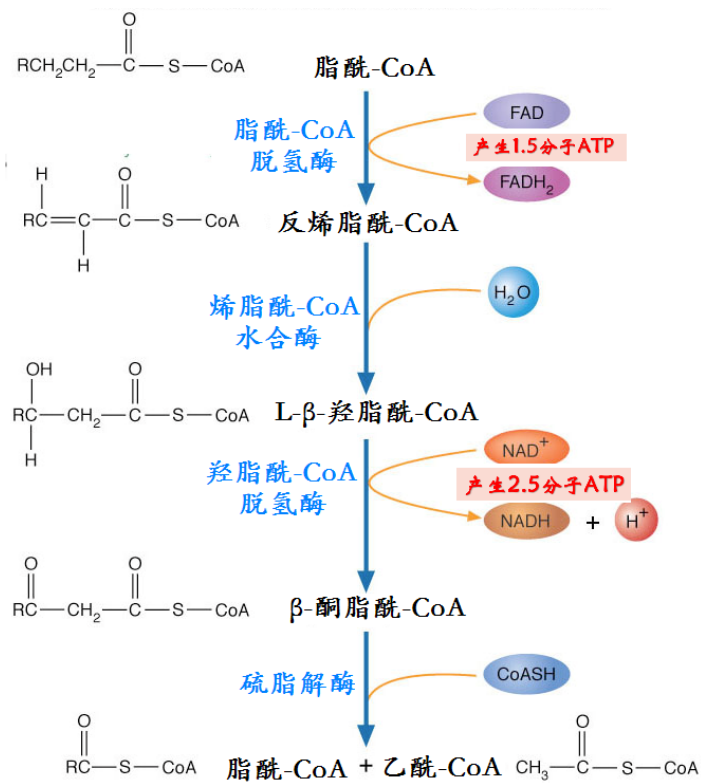 O
RCH₂CH₂—C—S—CoA
脂酰-CoA
脂酰-CoA
脱氢酶
FAD
产生1.5分子ATP
FADH₂
H
O
RC=C—C—S—CoA
H
反烯脂酰-CoA
烯脂酰-CoA
水合酶
H₂O
OH
O
RC—CH₂—C—S—CoA
H
L-β-羟脂酰-CoA
羟脂酰-CoA
脱氢酶
NAD⁺
产生2.5分子ATP
NADH + H⁺
O
O
RC—CH₂—C—S—CoA
β-酮脂酰-CoA
硫脂解酶
CoASH
O
RC—S—CoA
脂酰-CoA + 乙酰-CoA
O
CH₃—C—S—CoA